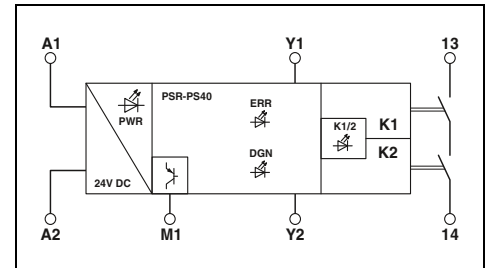 A1 Y1 13
PSR-PS40
PWR
ERR
K1/2 K1
DGN
K2
24V DC
A2 M1 Y2 14